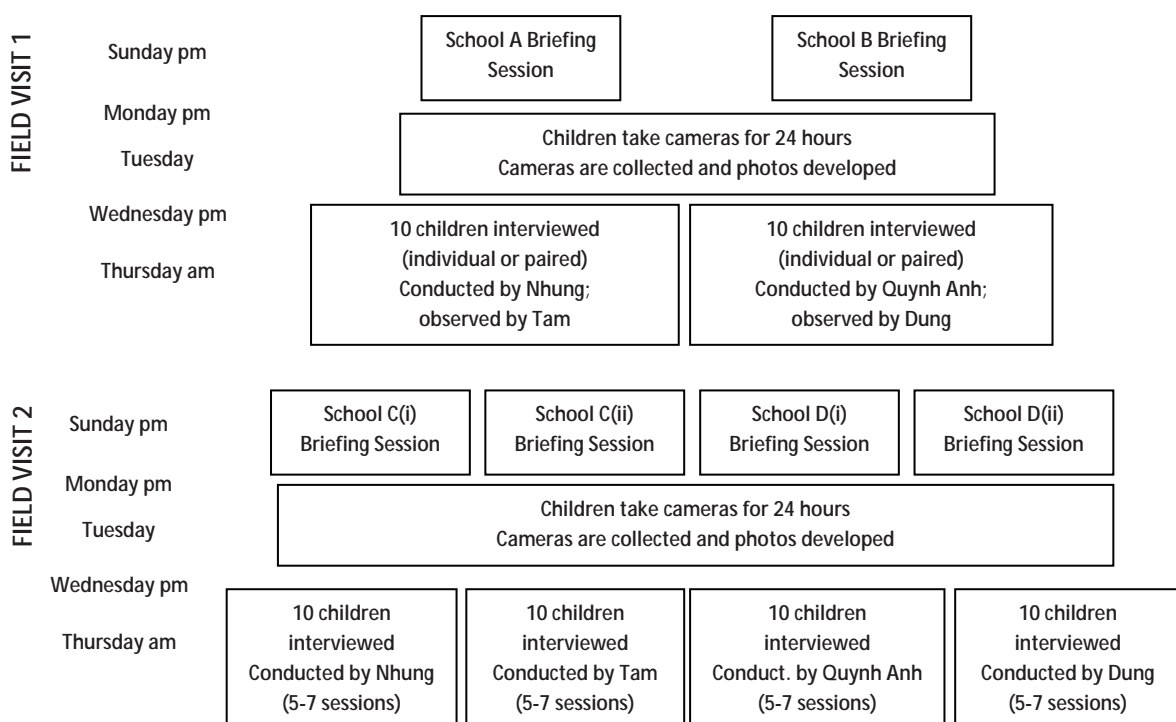 FIELD VISIT 1
Sunday pm
School A Briefing
Session
School B Briefing
Session
Monday pm
Tuesday
Children take cameras for 24 hours
Cameras are collected and photos developed
Wednesday pm
Thursday am
10 children interviewed
(individual or paired)
Conducted by Nhung;
observed by Tam
10 children interviewed
(individual or paired)
Conducted by Quynh Anh;
observed by Dung
FIELD VISIT 2
Sunday pm
School C(i)
Briefing Session
School C(ii)
Briefing Session
School D(i)
Briefing Session
School D(ii)
Briefing Session
Monday pm
Tuesday
Children take cameras for 24 hours
Cameras are collected and photos developed
Wednesday pm
Thursday am
10 children
interviewed
Conducted by Nhung
(5-7 sessions)
10 children
interviewed
Conducted by Tam
(5-7 sessions)
10 children
interviewed
Conduct. by Quynh Anh
(5-7 sessions)
10 children
interviewed
Conducted by Dung
(5-7 sessions)